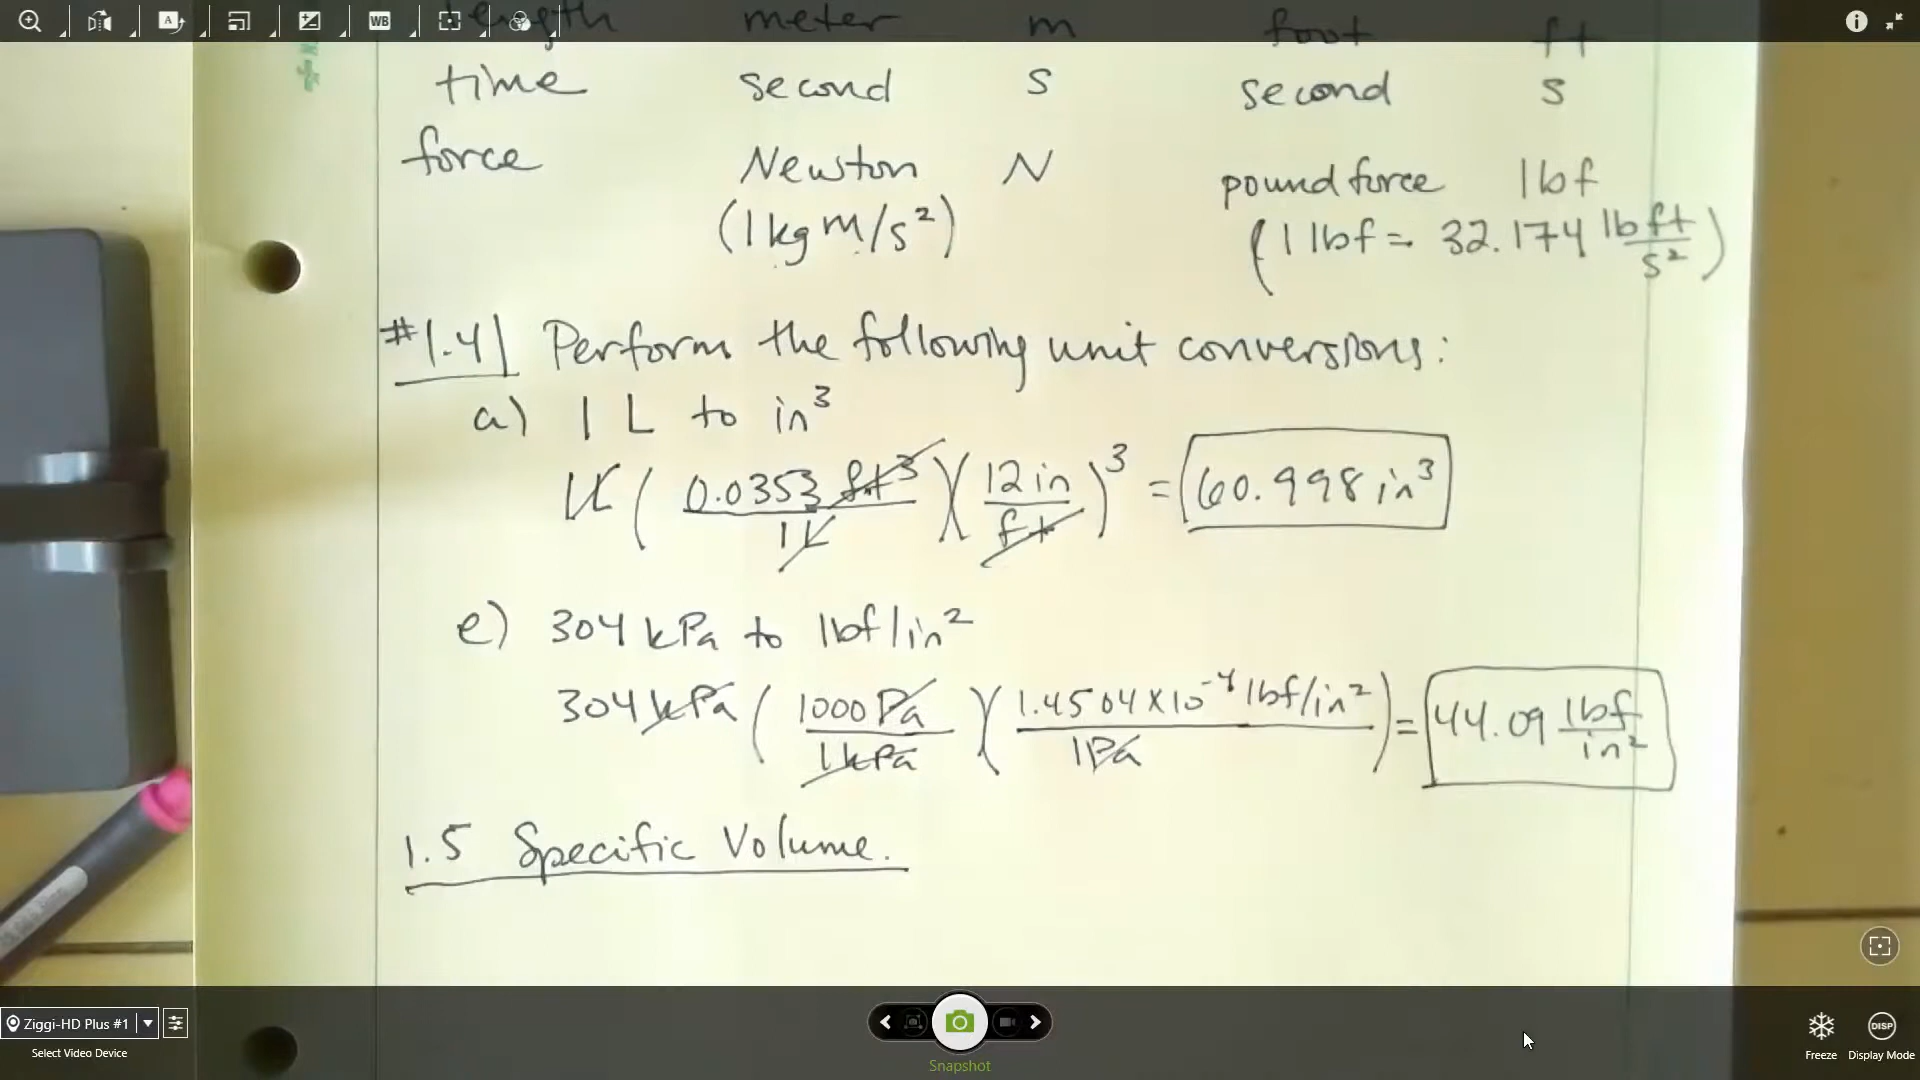 length meter m foot ft
time second s second s
force Newton N pound force lbf
(1 kg m/s²) (1 lbf = 32.174 lb ft/s²)
#1.41 Perform the following unit conversions:
a) 1 L to in³
1L ( 0.0353 ft³ / 1L )( 12 in / ft )³ = 60.998 in³
e) 304 kPa to lbf/in²
304 kPa ( 1000 Pa / 1 kPa )( 1.4504 x 10⁻⁴ lbf/in² / 1 Pa ) = 44.09 lbf/in²
1.5 Specific Volume.
WB
Ziggi-HD Plus #1
Select Video Device
Snapshot
DISP
Freeze Display Mode